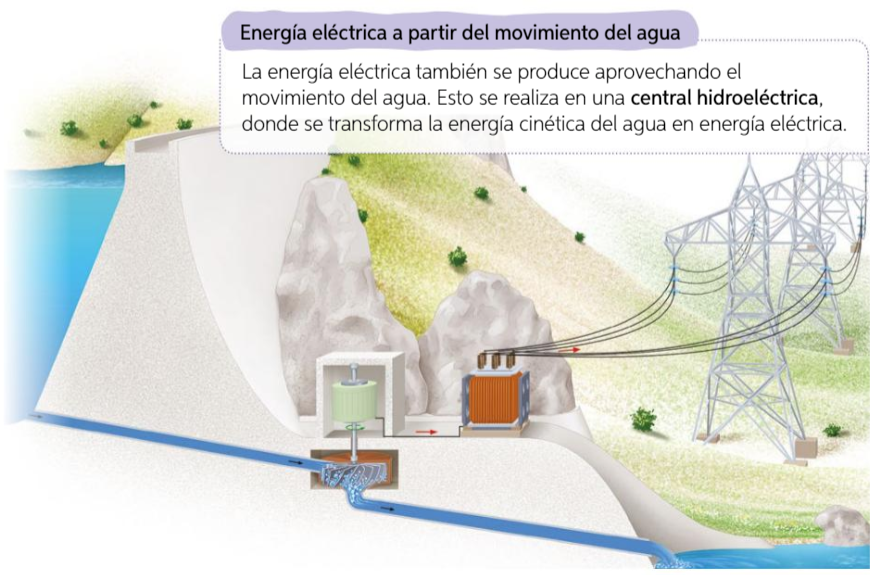 Energía eléctrica a partir del movimiento del agua
La energía eléctrica también se produce aprovechando el
movimiento del agua. Esto se realiza en una central hidroeléctrica,
donde se transforma la energía cinética del agua en energía eléctrica.